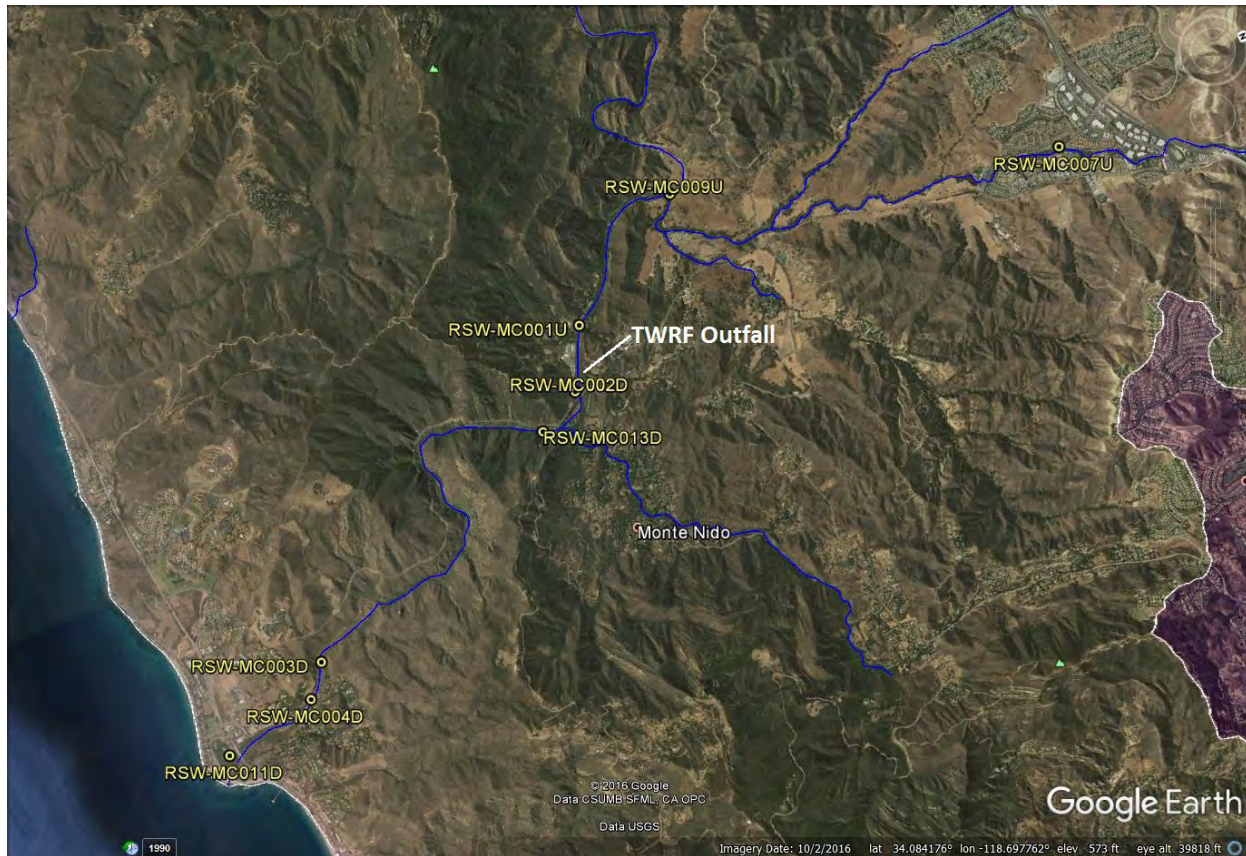 RSW-MC007U
RSW-MC009U
RSW-MC001U
TWRF Outfall
RSW-MC002D
RSW-MC013D
Monte Nido
RSW-MC003D
RSW-MC004D
RSW-MC011D
© 2016 Google
Data CSUMB SFML, CA OPC
Data USGS
Google Earth
1990
Imagery Date: 10/2/2016 lat 34.084176° lon -118.697762° elev 573 ft eye alt 39818 ft